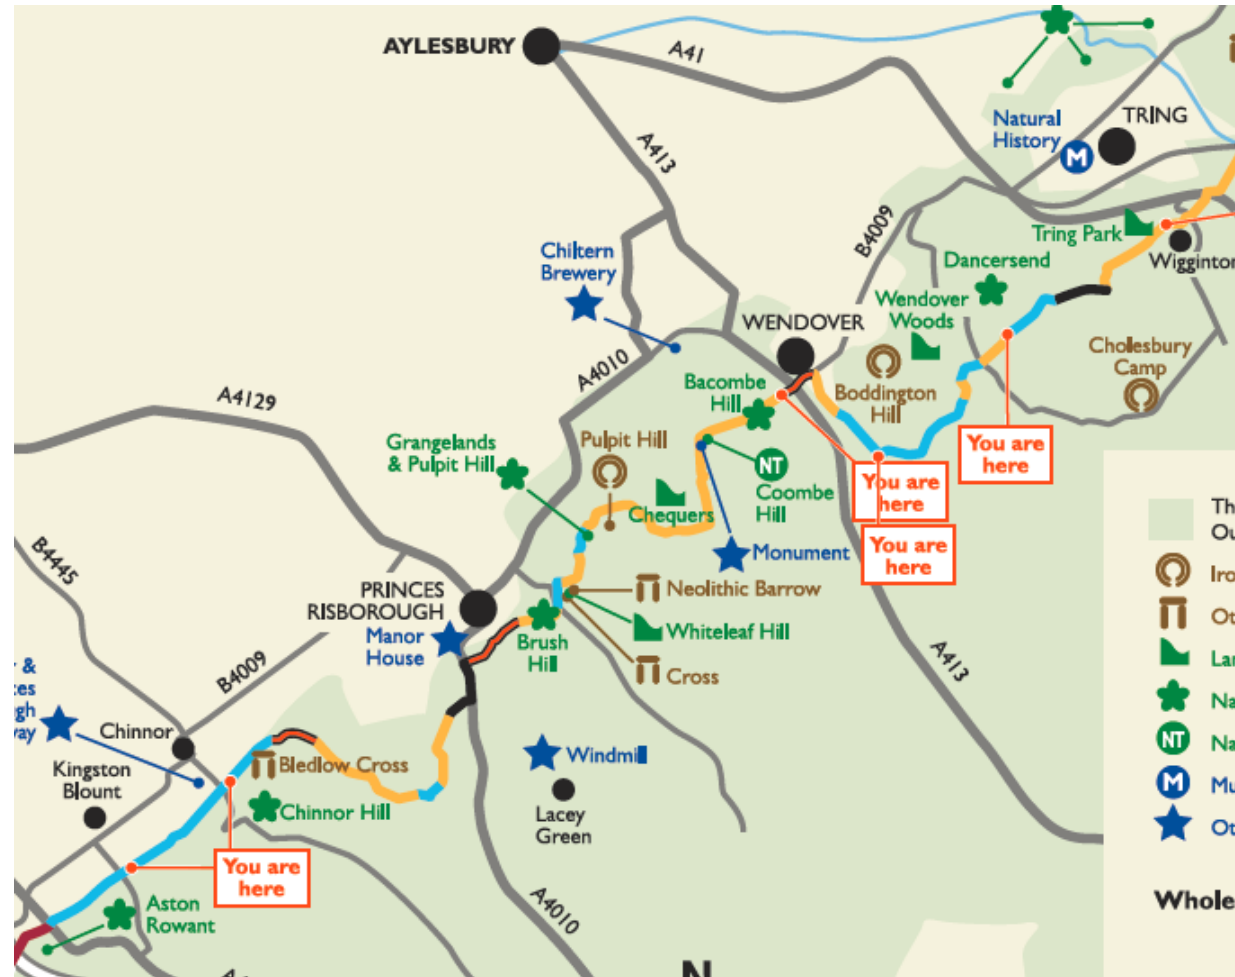 AYLESBURY
A41
A413
Natural
History
M
TRING
B4009
Tring Park
Wigginton
Dancersend
Chiltern
Brewery
Wendover
Woods
WENDOVER
Cholesbury
Camp
A4010
Boddington
Hill
Bacombe
Hill
A4129
Grangelands
& Pulpit Hill
Pulpit Hill
You are
here
NT
Coombe
Hill
Chequers
You are
here
You are
here
Monument
B4445
PRINCES
RISBOROUGH
Neolithic Barrow
Manor
House
Brush
Hill
Whiteleaf Hill
Cross
A413
B4009
&
Chinnor
Windmill
Bledlow Cross
Kingston
Blount
Chinnor Hill
Lacey
Green
You are
here
Aston
Rowant
A4010
N
NT
M
Whole